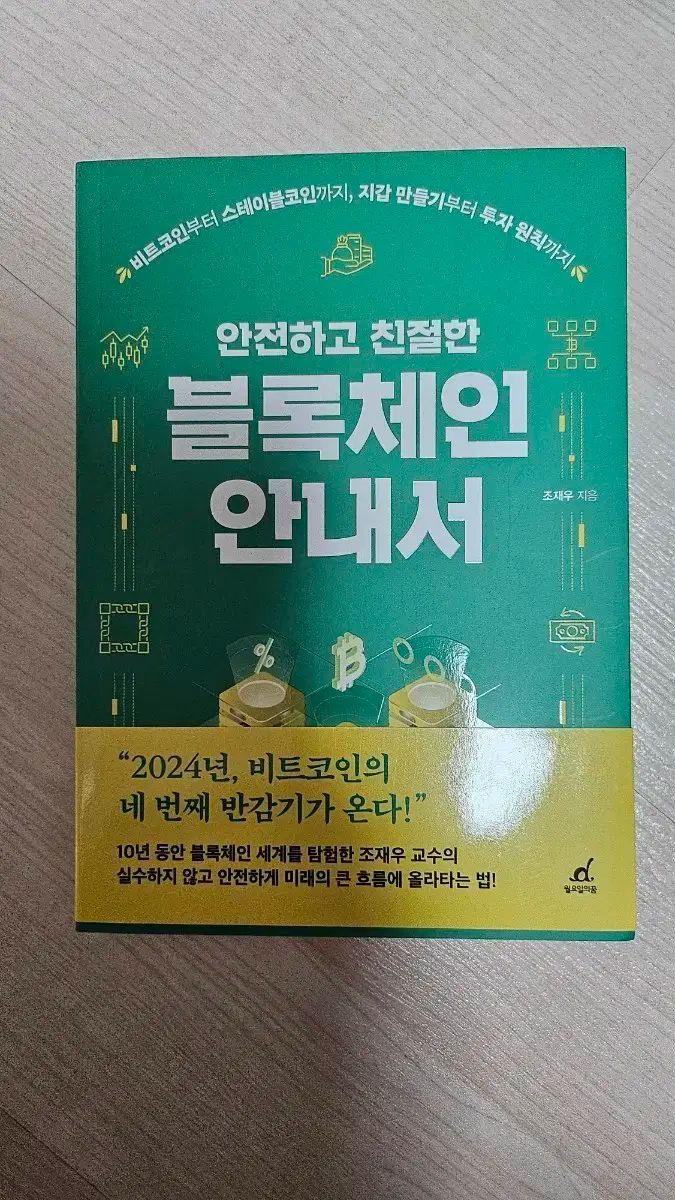 비트코인부터 스테이블코인까지, 지갑 만들기부터 투자 원칙까지
안전하고 친절한
블록체인
안내서
조재우 지음
“2024년, 비트코인의
네 번째 반감기가 온다!”
10년 동안 블록체인 세계를 탐험한 조재우 교수의
실수하지 않고 안전하게 미래의 큰 흐름에 올라타는 법!
월요일의꿈